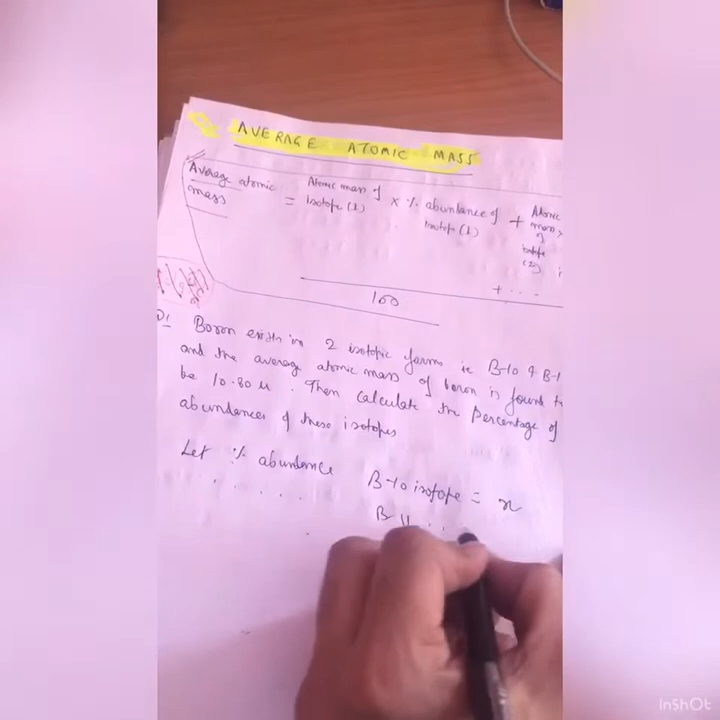 AVERAGE ATOMIC MASS
Average atomic mass = Atomic mass of isotope (1) × % abundance of isotope (1) + Atomic mass of isotope (2)
+ ...
100
Q1 Boron exists in 2 isotopic forms ie B-10 & B-1
and the average atomic mass of boron is found to
be 10.80 u . Then calculate the percentage of
abundances of these isotopes
Let % abundance B-10 isotope = x
. . . . . B 11 . .
InShOt